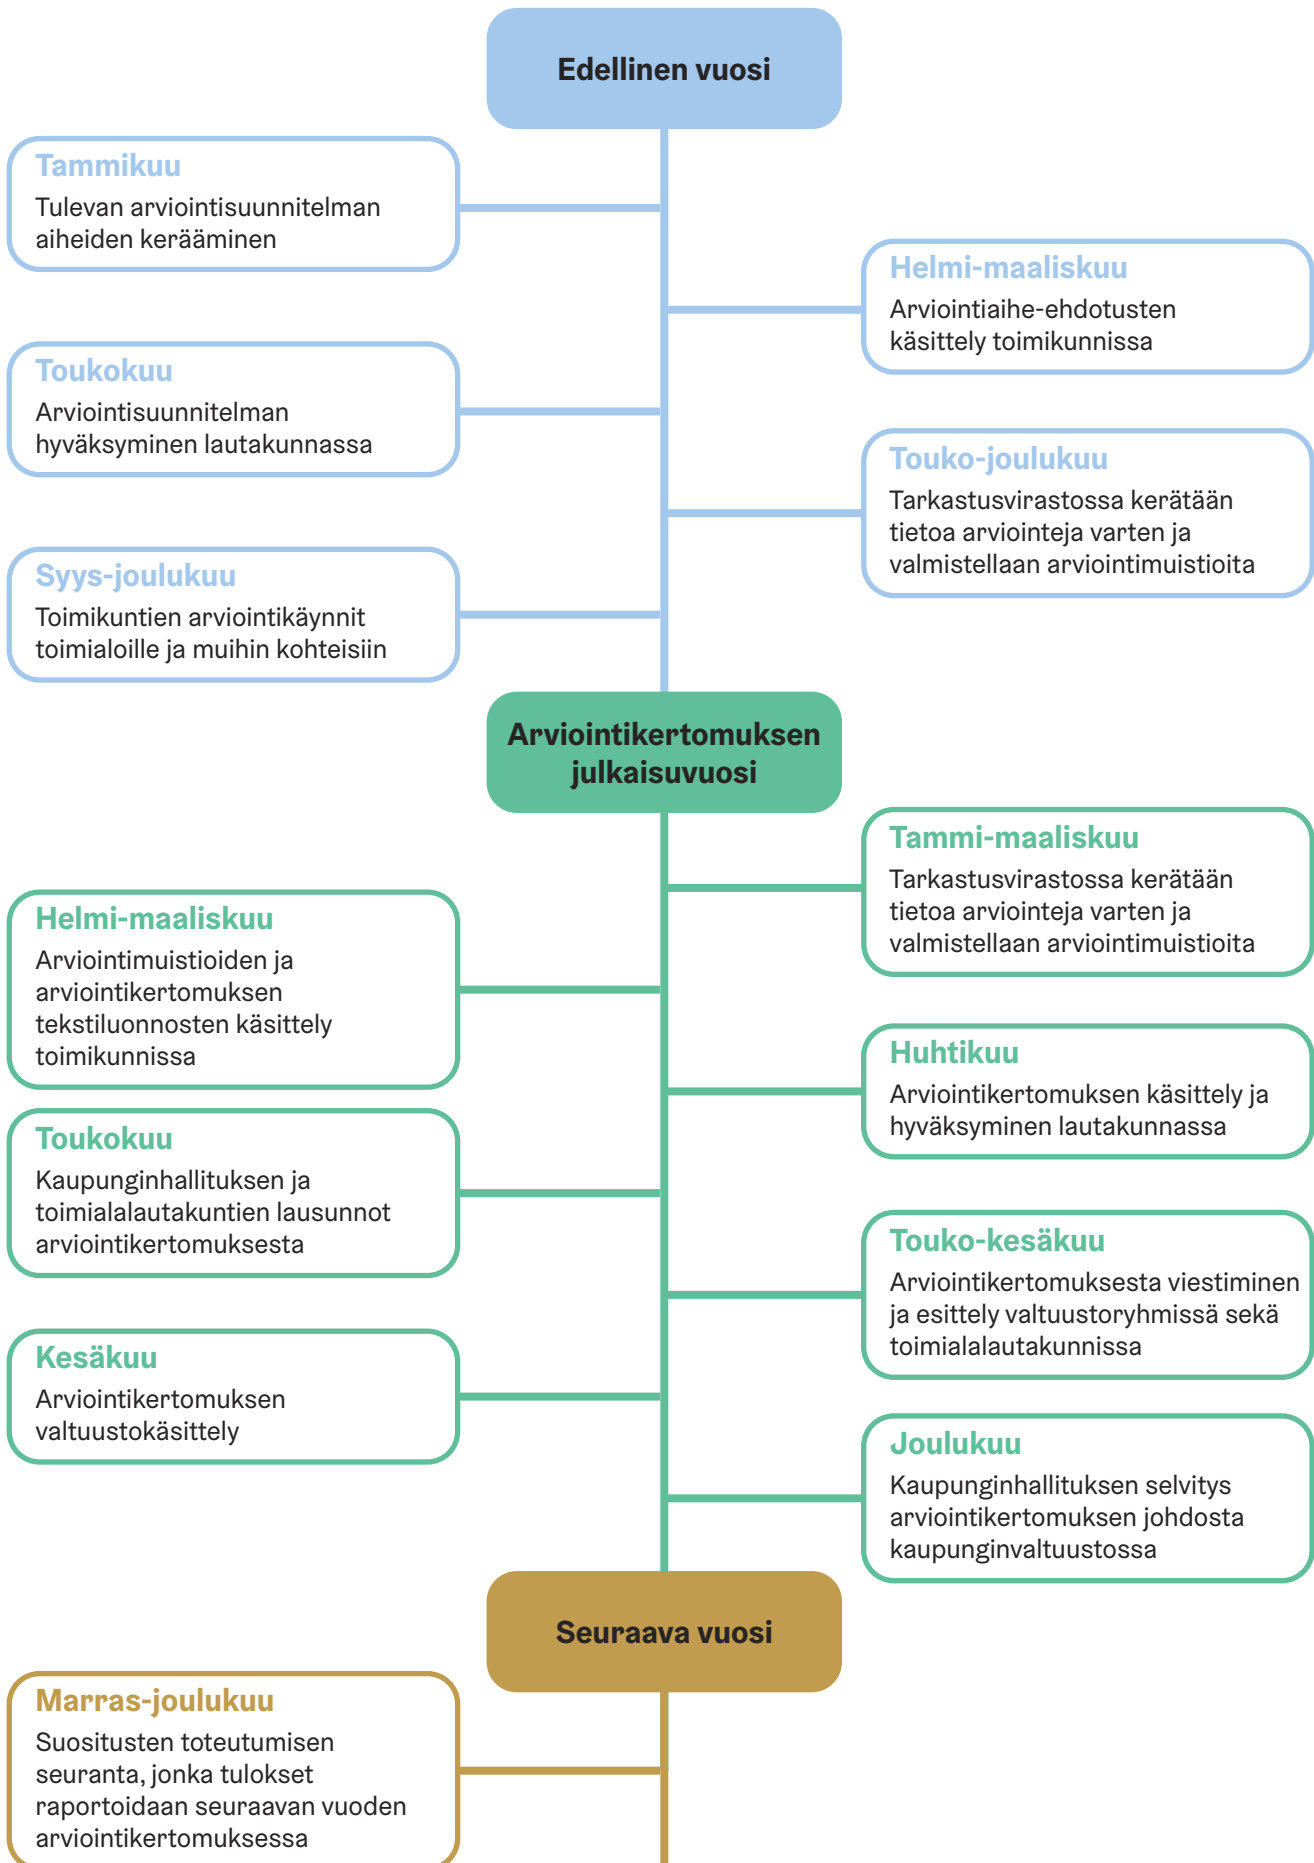 Edellinen vuosi
Tammikuu
Tulevan arviointisuunnitelman
aiheiden kerääminen
Helmi-maaliskuu
Arviointiaihe-ehdotusten
käsittely toimikunnissa
Toukokuu
Arviointisuunnitelman
hyväksyminen lautakunnassa
Touko-joulukuu
Tarkastusvirastossa kerätään
tietoa arviointeja varten ja
valmistellaan arviointimuistioita
Syys-joulukuu
Toimikuntien arviointikäynnit
toimialoille ja muihin kohteisiin
Arviointikertomuksen
julkaisuvuosi
Tammi-maaliskuu
Tarkastusvirastossa kerätään
tietoa arviointeja varten ja
valmistellaan arviointimuistioita
Helmi-maaliskuu
Arviointimuistioiden ja
arviointikertomuksen
tekstiluonnosten käsittely
toimikunnissa
Huhtikuu
Arviointikertomuksen käsittely ja
hyväksyminen lautakunnassa
Toukokuu
Kaupunginhallituksen ja
toimialalautakuntien lausunnot
arviointikertomuksesta
Touko-kesäkuu
Arviointikertomuksesta viestiminen
ja esittely valtuustoryhmissä sekä
toimialalautakunnissa
Kesäkuu
Arviointikertomuksen
valtuustokäsittely
Joulukuu
Kaupunginhallituksen selvitys
arviointikertomuksen johdosta
kaupunginvaltuustossa
Seuraava vuosi
Marras-joulukuu
Suositusten toteutumisen
seuranta, jonka tulokset
raportoidaan seuraavan vuoden
arviointikertomuksessa